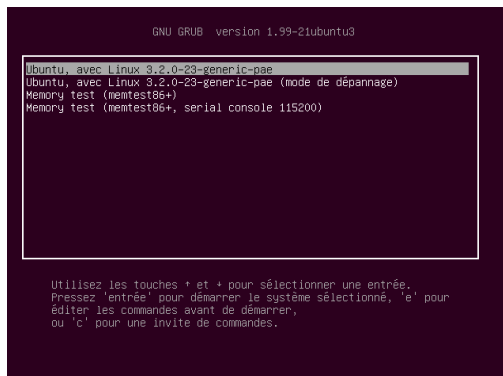 GNU GRUB  version 1.99-21ubuntu3
Ubuntu, avec Linux 3.2.0-23-generic-pae
Ubuntu, avec Linux 3.2.0-23-generic-pae (mode de dépannage)
Memory test (memtest86+)
Memory test (memtest86+, serial console 115200)
Utilisez les touches ↑ et ↓ pour sélectionner une entrée.
Pressez 'entrée' pour démarrer le système sélectionné, 'e' pour
éditer les commandes avant de démarrer,
ou 'c' pour une invite de commandes.